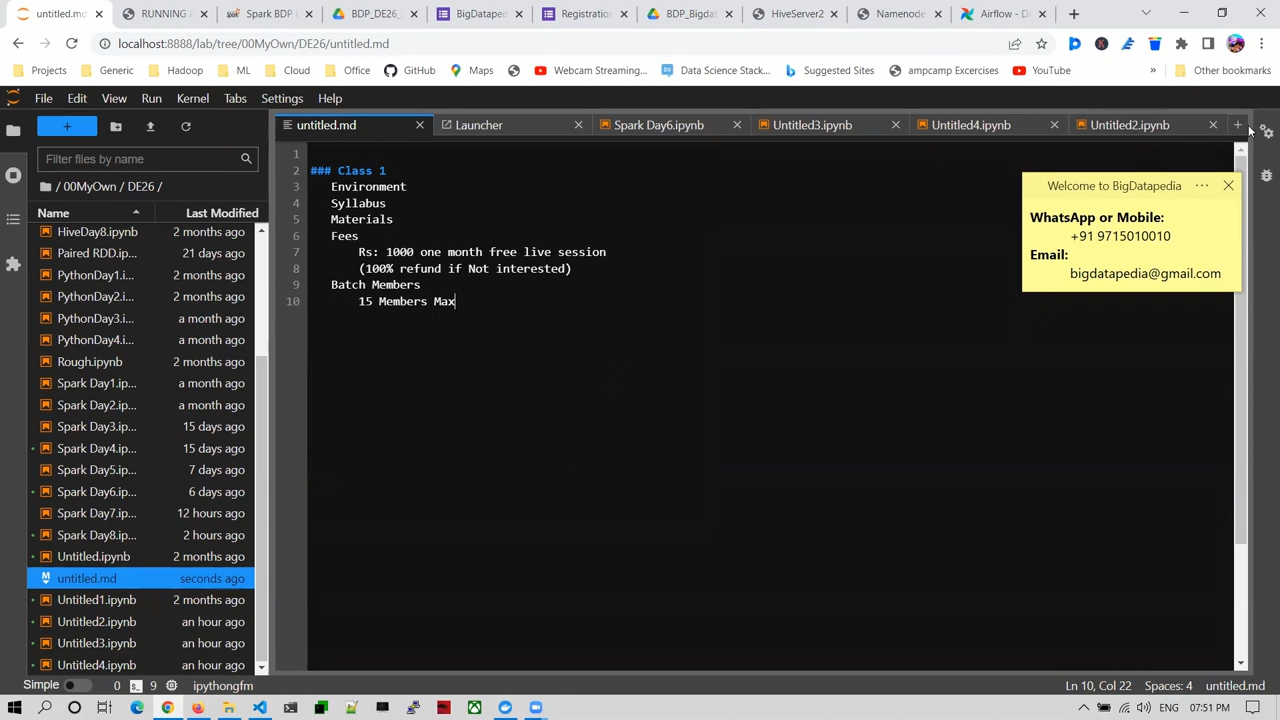 untitled.md
RUNNING A
Spark BDP L
BDP_DE26_
BigDataped
Registration
BDP_Bigdat
HiveServer2
Namenode
Airflow - DA
localhost:8888/lab/tree/00MyOwn/DE26/untitled.md
Projects
Generic
Hadoop
ML
Cloud
Office
GitHub
Maps
Webcam Streaming...
Data Science Stack...
Suggested Sites
ampcamp Excercises
YouTube
»
Other bookmarks
File Edit View Run Kernel Tabs Settings Help
untitled.md
Launcher
Spark Day6.ipynb
Untitled3.ipynb
Untitled4.ipynb
Untitled2.ipynb
Filter files by name
/ 00MyOwn / DE26 /
Name Last Modified
HiveDay8.ipynb 2 months ago
Paired RDD.ip... 21 days ago
PythonDay1.i... 2 months ago
PythonDay2.i... 2 months ago
PythonDay3.i... a month ago
PythonDay4.i... a month ago
Rough.ipynb 2 months ago
Spark Day1.ip... a month ago
Spark Day2.ip... a month ago
Spark Day3.ip... 15 days ago
Spark Day4.ip... 15 days ago
Spark Day5.ip... 7 days ago
Spark Day6.ip... 6 days ago
Spark Day7.ip... 12 hours ago
Spark Day8.ip... 2 hours ago
Untitled.ipynb 2 months ago
untitled.md seconds ago
Untitled1.ipynb 2 months ago
Untitled2.ipynb an hour ago
Untitled3.ipynb an hour ago
Untitled4.ipynb an hour ago
1
2 ### Class 1
3 Environment
4 Syllabus
5 Materials
6 Fees
7 Rs: 1000 one month free live session
8 (100% refund if Not interested)
9 Batch Members
10 15 Members Max
Welcome to BigDatapedia
WhatsApp or Mobile:
+91 9715010010
Email:
bigdatapedia@gmail.com
Simple 0 9 ipythongfm
Ln 10, Col 22 Spaces: 4 untitled.md
ENG 07:51 PM